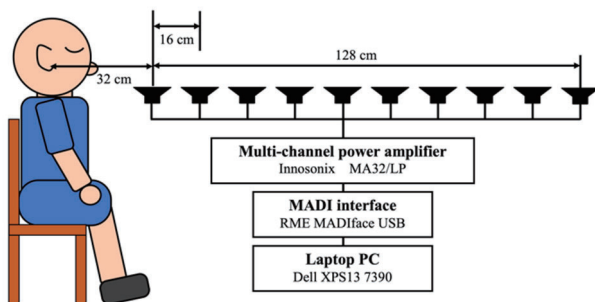 16 cm
32 cm
128 cm
Multi-channel power amplifier
Innosonix MA32/LP
MADI interface
RME MADIface USB
Laptop PC
Dell XPS13 7390